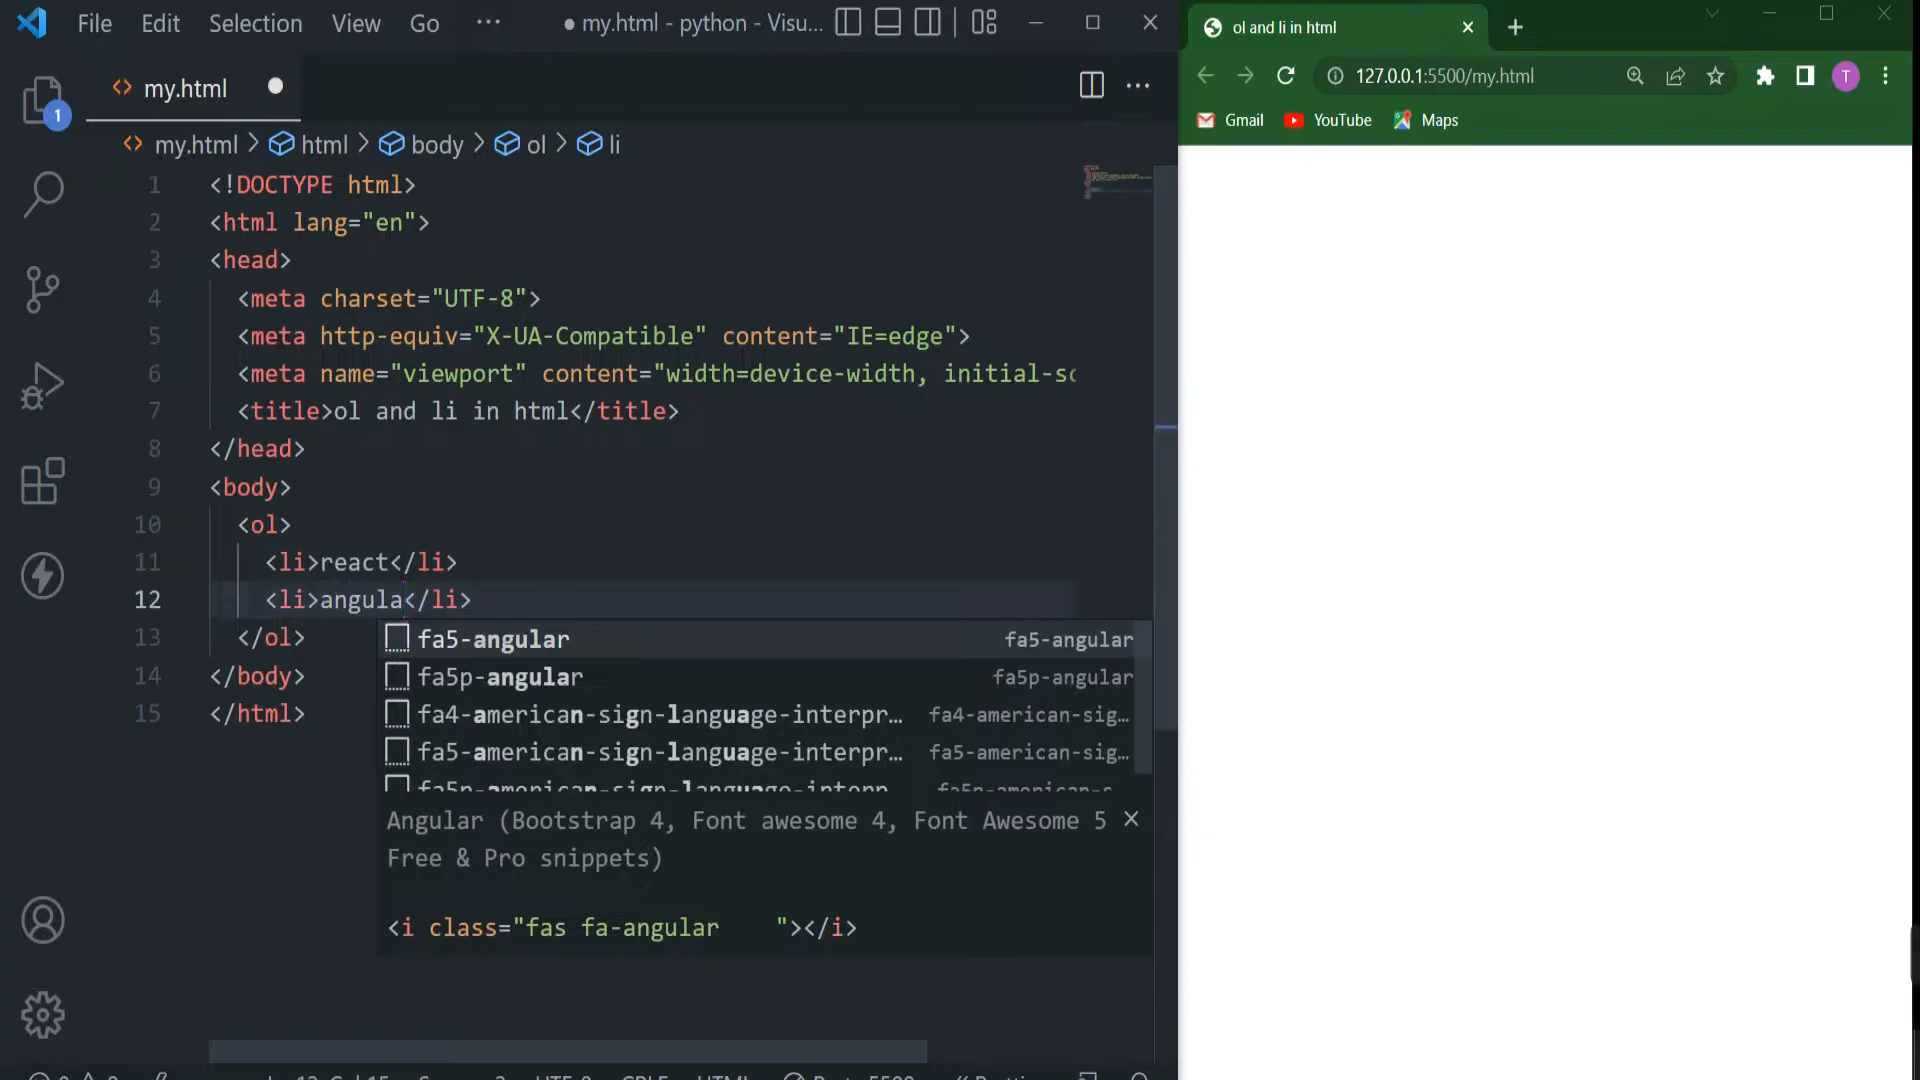 File Edit Selection View Go ··· ● my.html - python - Visu...
my.html
1
my.html > html > body > ol > li
1 <!DOCTYPE html>
2 <html lang="en">
3 <head>
4 <meta charset="UTF-8">
5 <meta http-equiv="X-UA-Compatible" content="IE=edge">
6 <meta name="viewport" content="width=device-width, initial-sc
7 <title>ol and li in html</title>
8 </head>
9 <body>
10 <ol>
11 <li>react</li>
12 <li>angula</li>
13 </ol>
14 </body>
15 </html>
fa5-angular fa5-angular
fa5p-angular fa5p-angular
fa4-american-sign-language-interpr... fa4-american-sig...
fa5-american-sign-language-interpr... fa5-american-sig...
Angular (Bootstrap 4, Font awesome 4, Font Awesome 5
Free & Pro snippets)
<i class="fas fa-angular    "></i>
ol and li in html
127.0.0.1:5500/my.html
T
Gmail YouTube Maps